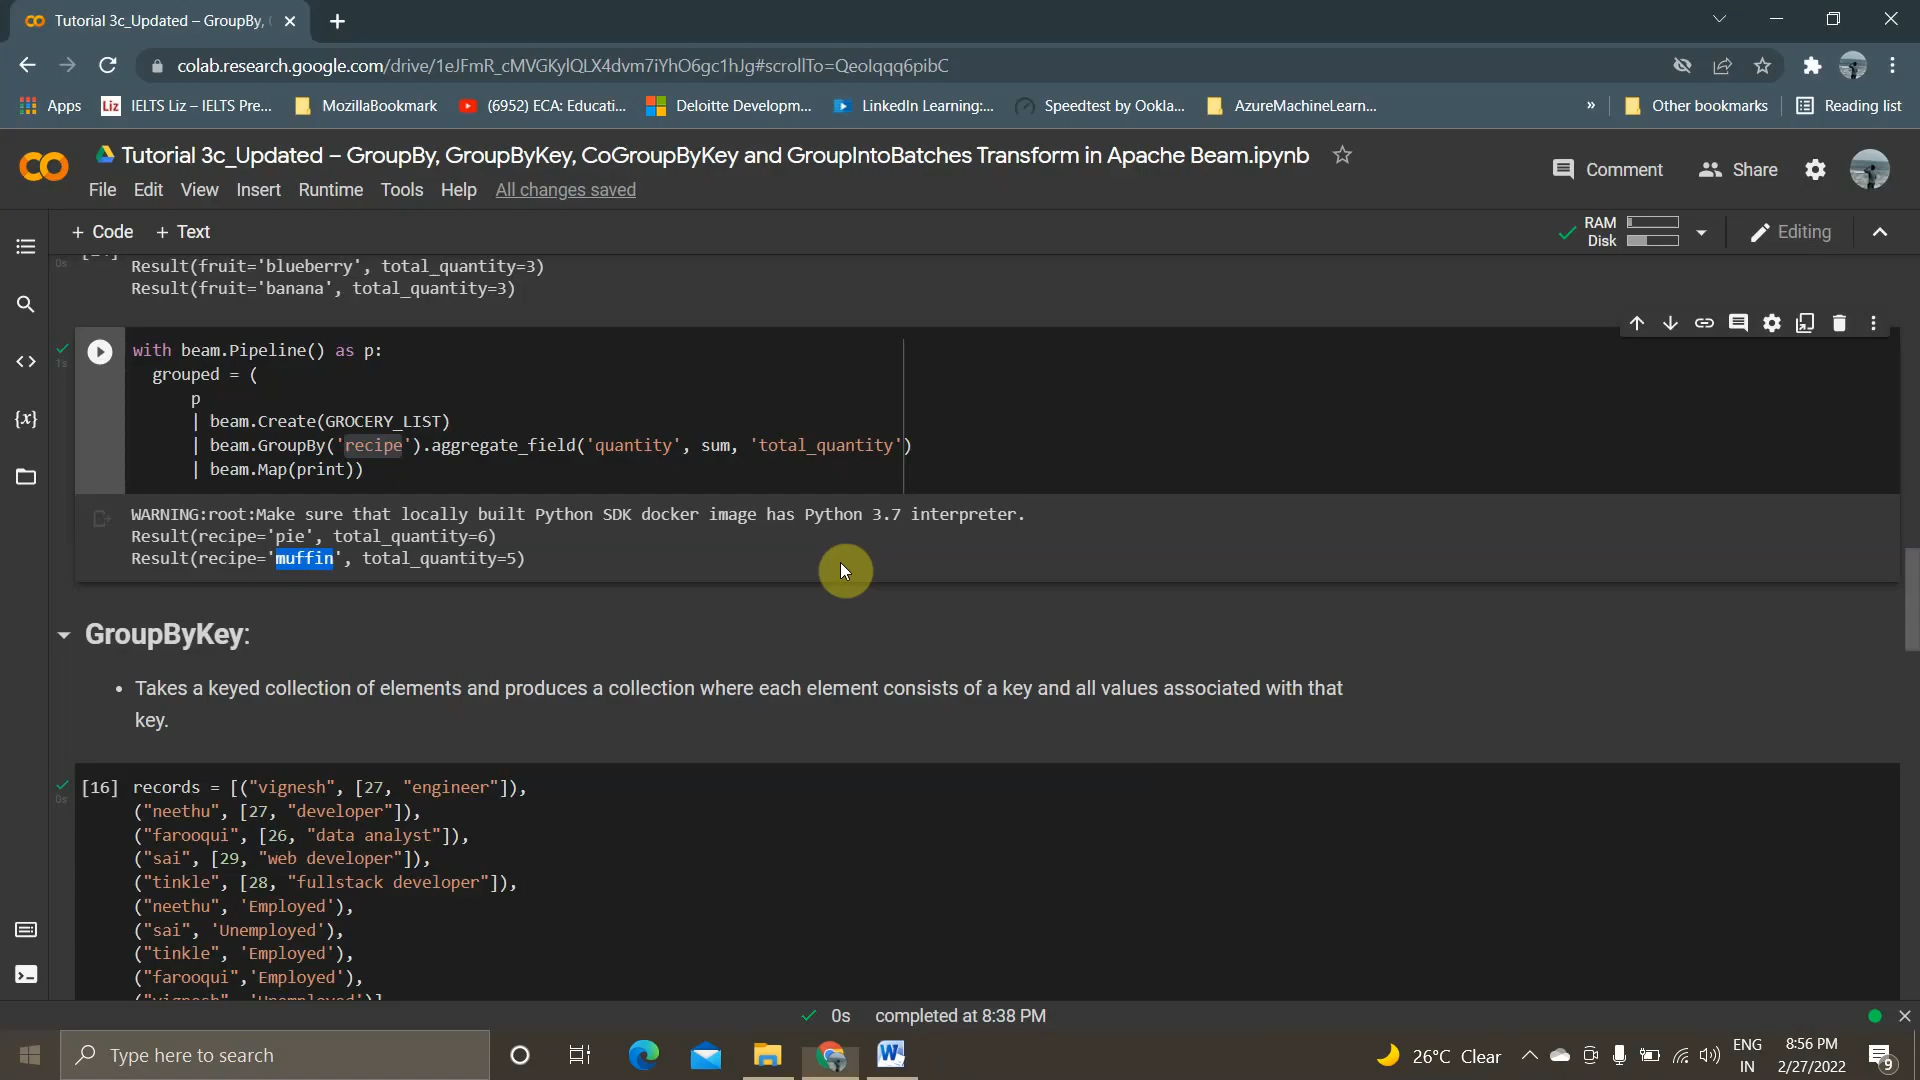 Tutorial 3c_Updated – GroupBy, (
colab.research.google.com/drive/1eJFmR_cMVGKylQLX4dvm7iYhO6gc1hJg#scrollTo=QeoIqqq6pibC
Apps
Liz IELTS Liz – IELTS Pre...
MozillaBookmark
(6952) ECA: Educati...
Deloitte Developm...
LinkedIn Learning:...
Speedtest by Ookla...
AzureMachineLearn...
»
Other bookmarks
Reading list
Tutorial 3c_Updated – GroupBy, GroupByKey, CoGroupByKey and GroupIntoBatches Transform in Apache Beam.ipynb
Comment
Share
File Edit View Insert Runtime Tools Help All changes saved
+ Code + Text
RAM
Disk
Editing
0s
Result(fruit='blueberry', total_quantity=3)
Result(fruit='banana', total_quantity=3)
1s
with beam.Pipeline() as p:
grouped = (
p
| beam.Create(GROCERY_LIST)
| beam.GroupBy('recipe').aggregate_field('quantity', sum, 'total_quantity')
| beam.Map(print))
WARNING:root:Make sure that locally built Python SDK docker image has Python 3.7 interpreter.
Result(recipe='pie', total_quantity=6)
Result(recipe='muffin', total_quantity=5)
GroupByKey:
• Takes a keyed collection of elements and produces a collection where each element consists of a key and all values associated with that
key.
0s
[16] records = [("vignesh", [27, "engineer"]),
("neethu", [27, "developer"]),
("farooqui", [26, "data analyst"]),
("sai", [29, "web developer"]),
("tinkle", [28, "fullstack developer"]),
("neethu", 'Employed'),
("sai", 'Unemployed'),
("tinkle", 'Employed'),
("farooqui",'Employed'),
("vignesh", 'Unemployed')]
0s completed at 8:38 PM
Type here to search
26°C Clear
ENG
IN
8:56 PM
2/27/2022
9